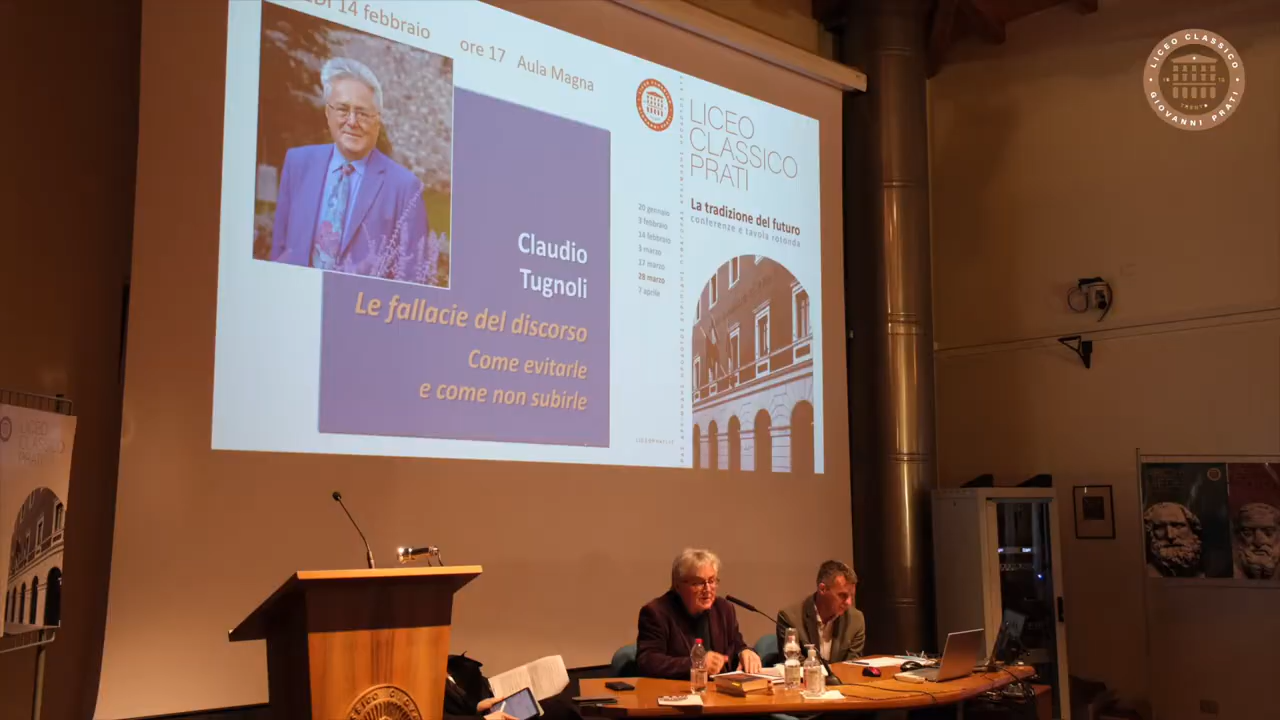 14 febbraio
ore 17 Aula Magna
Claudio
Tugnoli
Le fallacie del discorso
Come evitarle
e come non subirle
LICEO
CLASSICO
PRATI
La tradizione del futuro
conferenze e tavola rotonda
20 gennaio
3 febbraio
14 febbraio
3 marzo
17 marzo
28 marzo
7 aprile
LICEO CLASSICO
GIOVANNI PRATI
TRENTO
LICEO
CLASSICO
PRATI